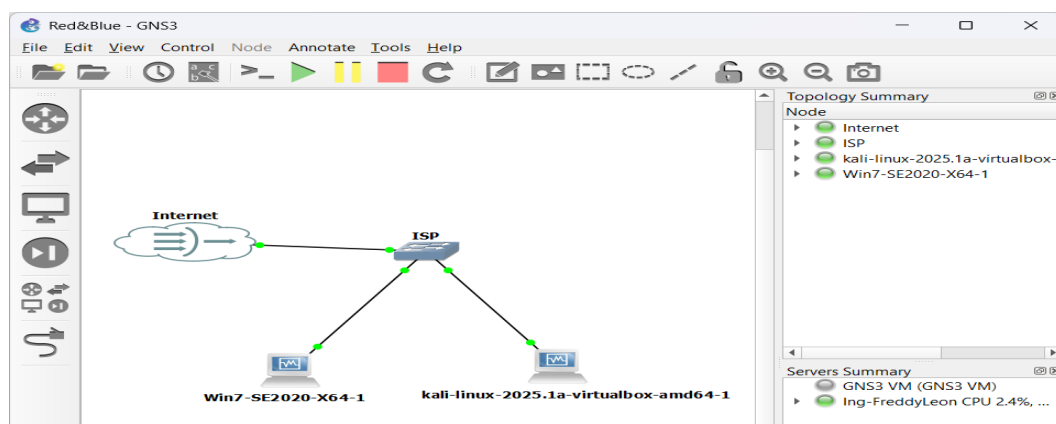 Red&Blue - GNS3
File Edit View Control Node Annotate Tools Help
Topology Summary
Node
Internet
ISP
kali-linux-2025.1a-virtualbox-
Win7-SE2020-X64-1
Internet
ISP
Win7-SE2020-X64-1
kali-linux-2025.1a-virtualbox-amd64-1
Servers Summary
GNS3 VM (GNS3 VM)
Ing-FreddyLeon CPU 2.4%, ...